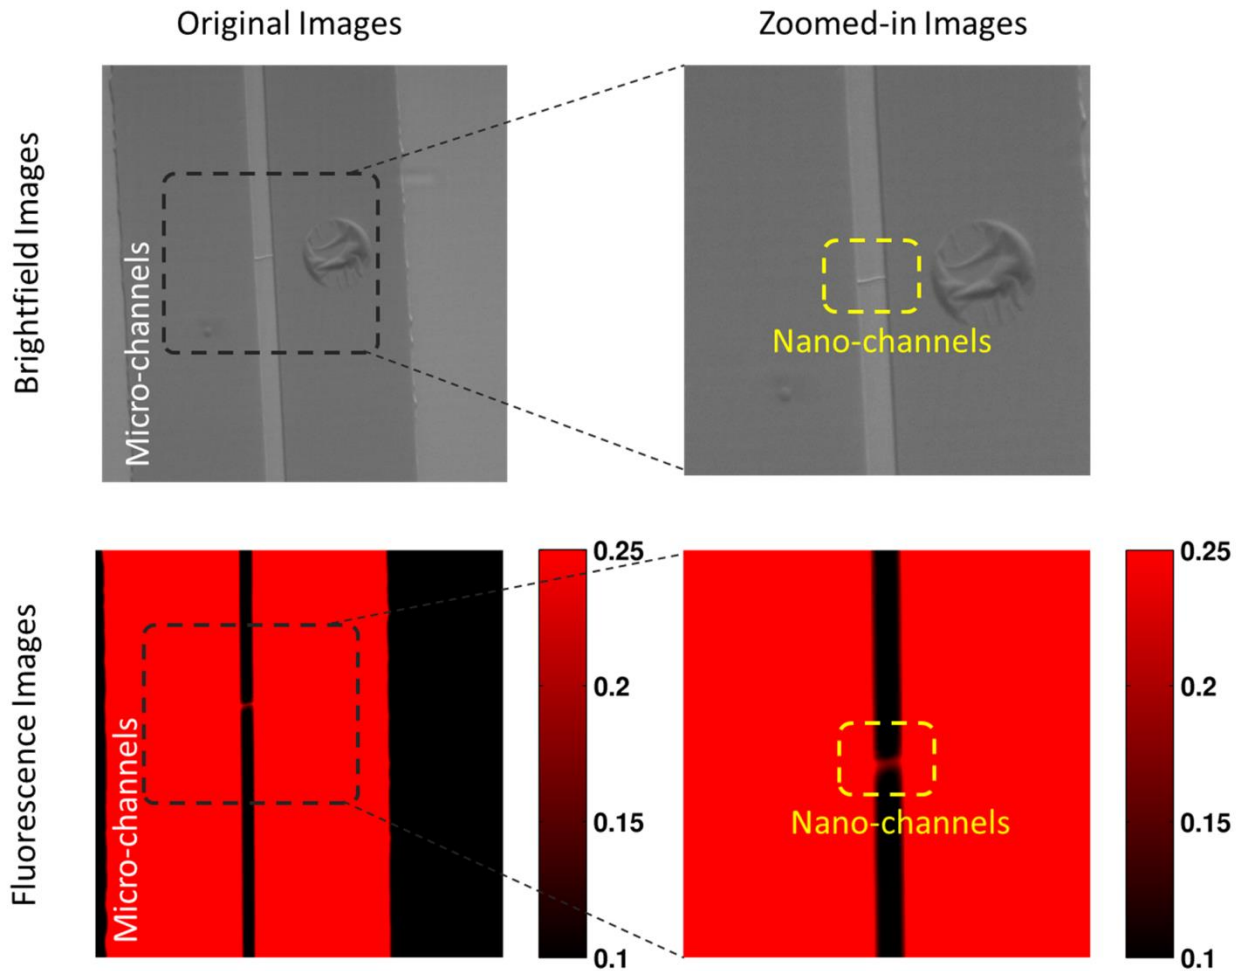 Original Images
Zoomed-in Images
Brightfield Images
Micro-channels
Nano-channels
Fluorescence Images
Micro-channels
0.25
0.2
0.15
0.1
Nano-channels
0.25
0.2
0.15
0.1